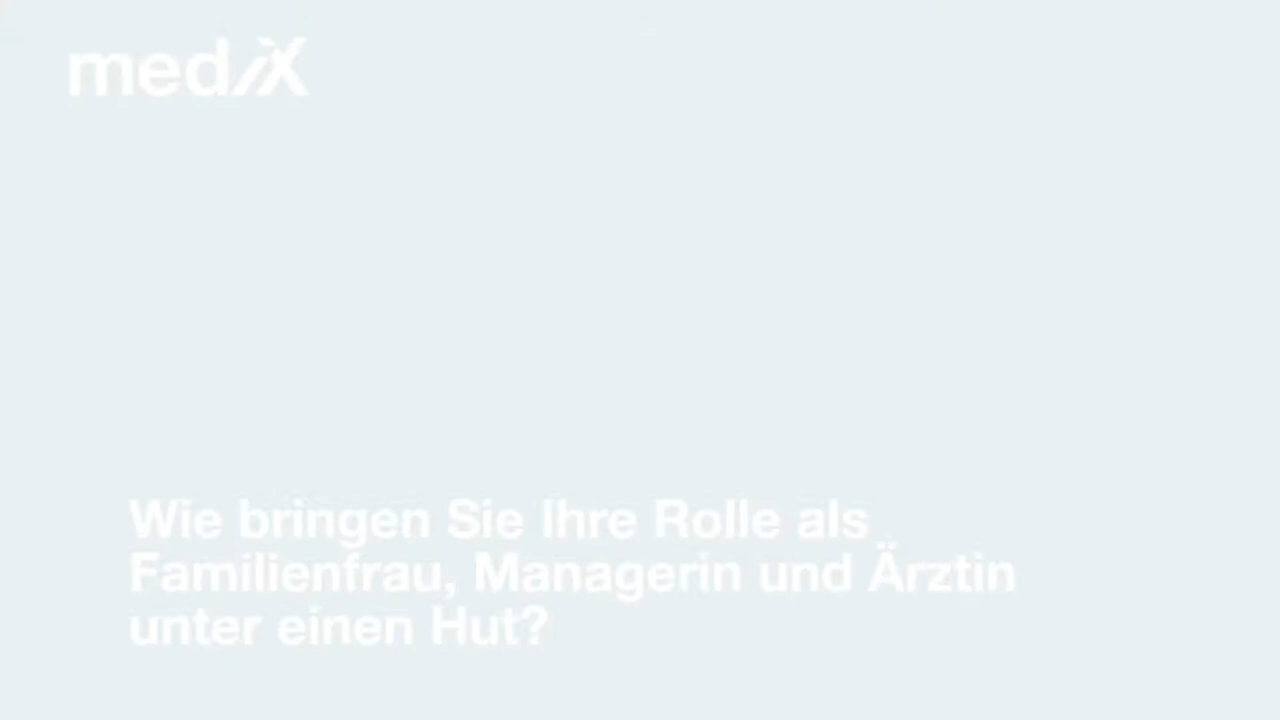 medix
Wie bringen Sie Ihre Rolle als
Familienfrau, Managerin und Ärztin
unter einen Hut?